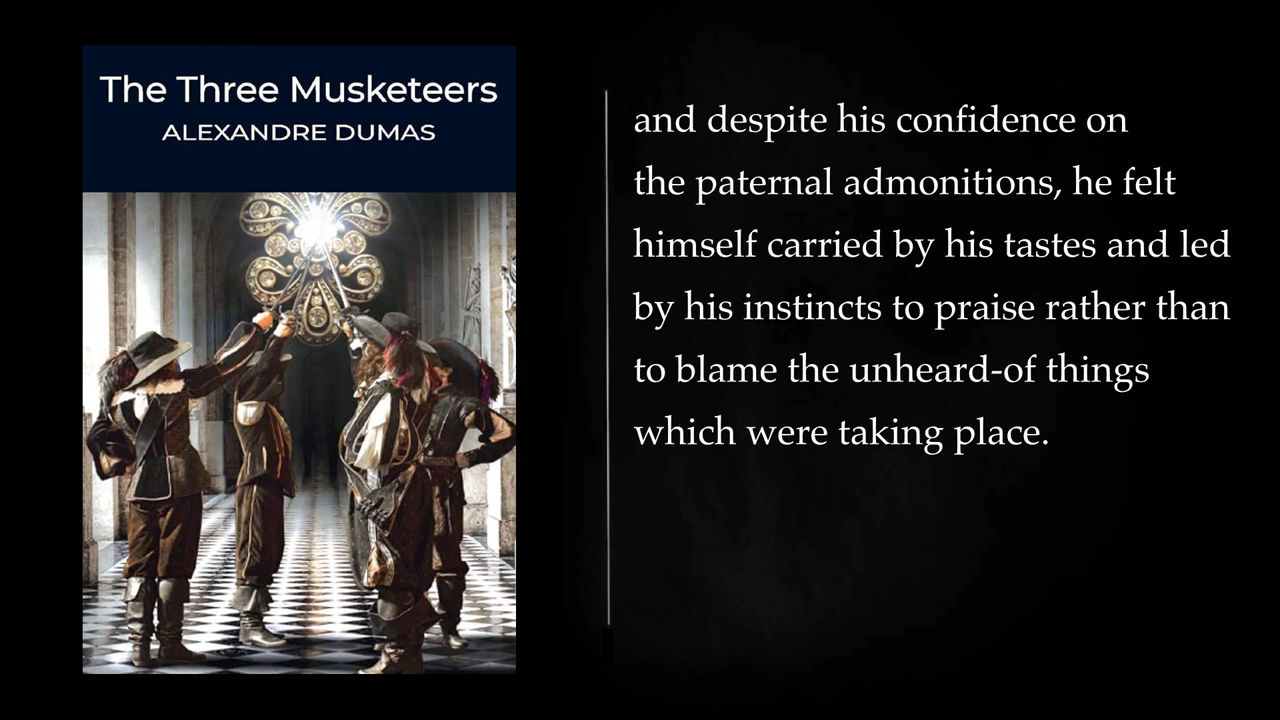 The Three Musketeers
ALEXANDRE DUMAS
and despite his confidence on
the paternal admonitions, he felt
himself carried by his tastes and led
by his instincts to praise rather than
to blame the unheard-of things
which were taking place.